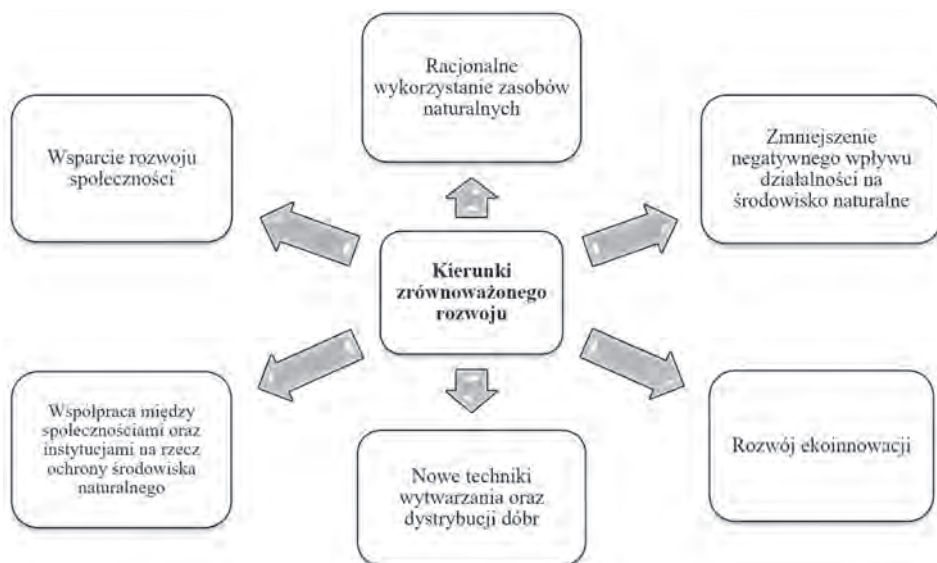 Racjonalne
wykorzystanie zasobów
naturalnych
Wsparcie rozwoju
społeczności
Zmniejszenie
negatywnego wpływu
działalności na
środowisko naturalne
Kierunki
zrównoważonego
rozwoju
Współpraca między
społecznościami oraz
instytucjami na rzecz
ochrony środowiska
naturalnego
Nowe techniki
wytwarzania oraz
dystrybucji dóbr
Rozwój ekoinnowacji